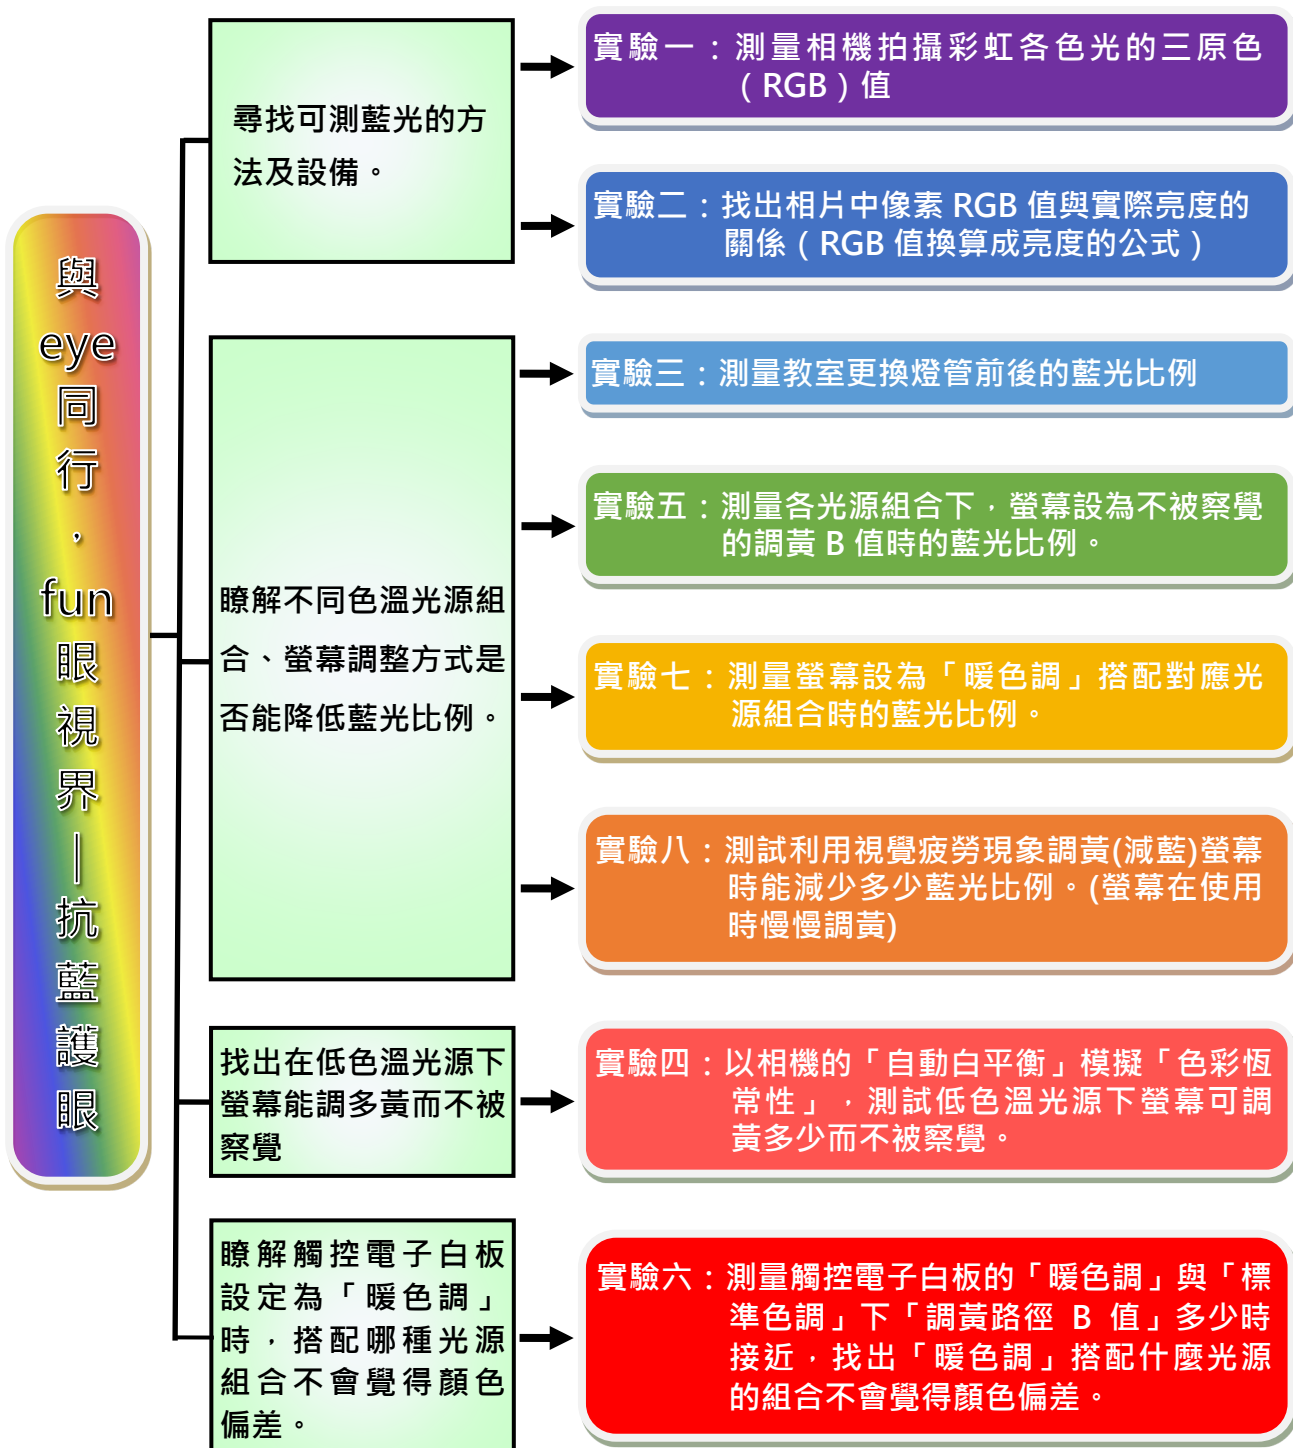 與
eye
同
行
，
fun
眼
視
界
｜
抗
藍
護
眼
尋找可測藍光的方
法及設備。
實驗一：測量相機拍攝彩虹各色光的三原色
（RGB）值
實驗二：找出相片中像素 RGB 值與實際亮度的
關係（RGB 值換算成亮度的公式）
瞭解不同色溫光源組
合、螢幕調整方式是
否能降低藍光比例。
實驗三：測量教室更換燈管前後的藍光比例
實驗五：測量各光源組合下，螢幕設為不被察覺
的調黃 B 值時的藍光比例。
實驗七：測量螢幕設為「暖色調」搭配對應光
源組合時的藍光比例。
實驗八：測試利用視覺疲勞現象調黃(減藍)螢幕
時能減少多少藍光比例。(螢幕在使用
時慢慢調黃)
找出在低色溫光源下
螢幕能調多黃而不被
察覺
實驗四：以相機的「自動白平衡」模擬「色彩恆
常性」，測試低色溫光源下螢幕可調
黃多少而不被察覺。
瞭解觸控電子白板
設定為「暖色調」
時，搭配哪種光源
組合不會覺得顏色
偏差。
實驗六：測量觸控電子白板的「暖色調」與「標
準色調」下「調黃路徑 B 值」多少時
接近，找出「暖色調」搭配什麼光源
的組合不會覺得顏色偏差。